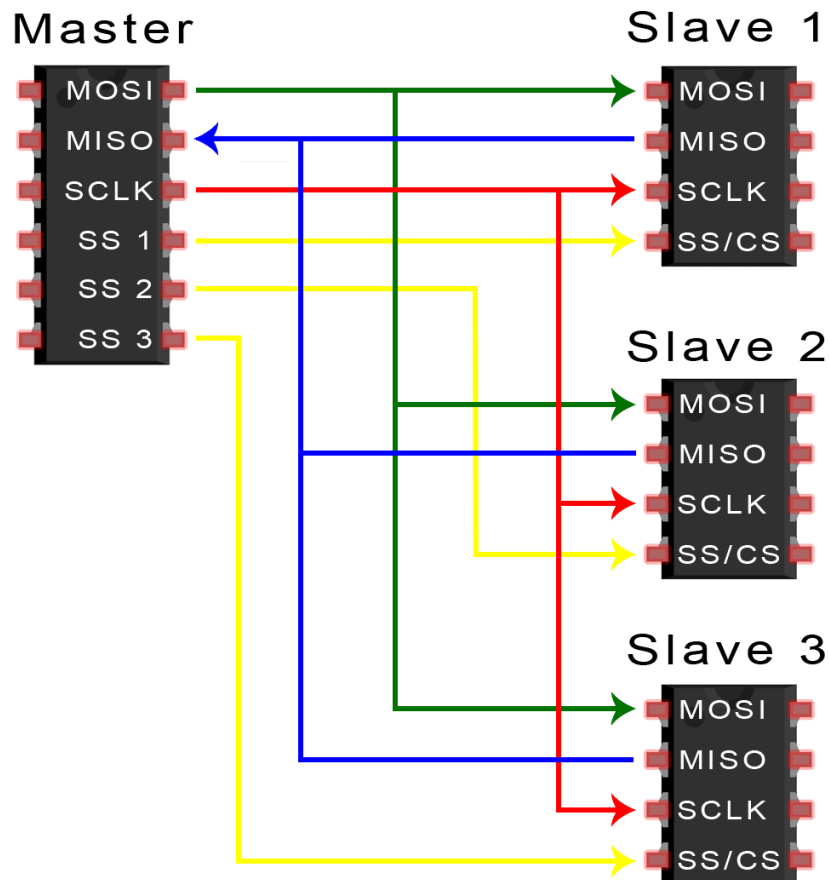 Master
MOSI
MISO
SCLK
SS 1
SS 2
SS 3
Slave 1
MOSI
MISO
SCLK
SS/CS
Slave 2
MOSI
MISO
SCLK
SS/CS
Slave 3
MOSI
MISO
SCLK
SS/CS